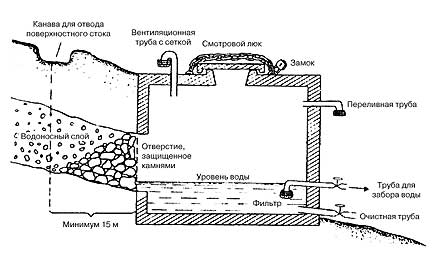 Канава для отвода
поверхностного стока
Вентиляционная
труба с сеткой
Смотровой люк
Замок
Переливная труба
Водоносный слой
Отверстие,
защищенное
камнями
Уровень воды
Труба для
забора воды
Фильтр
Очистная труба
Минимум 15 м